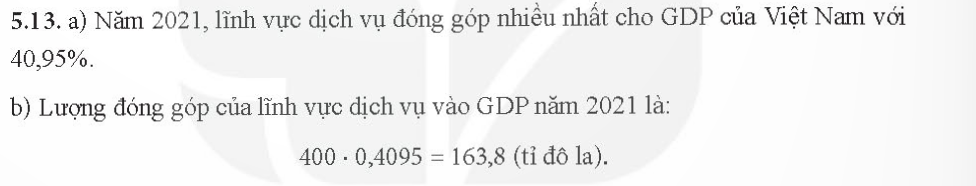 5.13. a) Năm 2021, lĩnh vực dịch vụ đóng góp nhiều nhất cho GDP của Việt Nam với
40,95%.
b) Lượng đóng góp của lĩnh vực dịch vụ vào GDP năm 2021 là:
400 · 0,4095 = 163,8 (tỉ đô la).